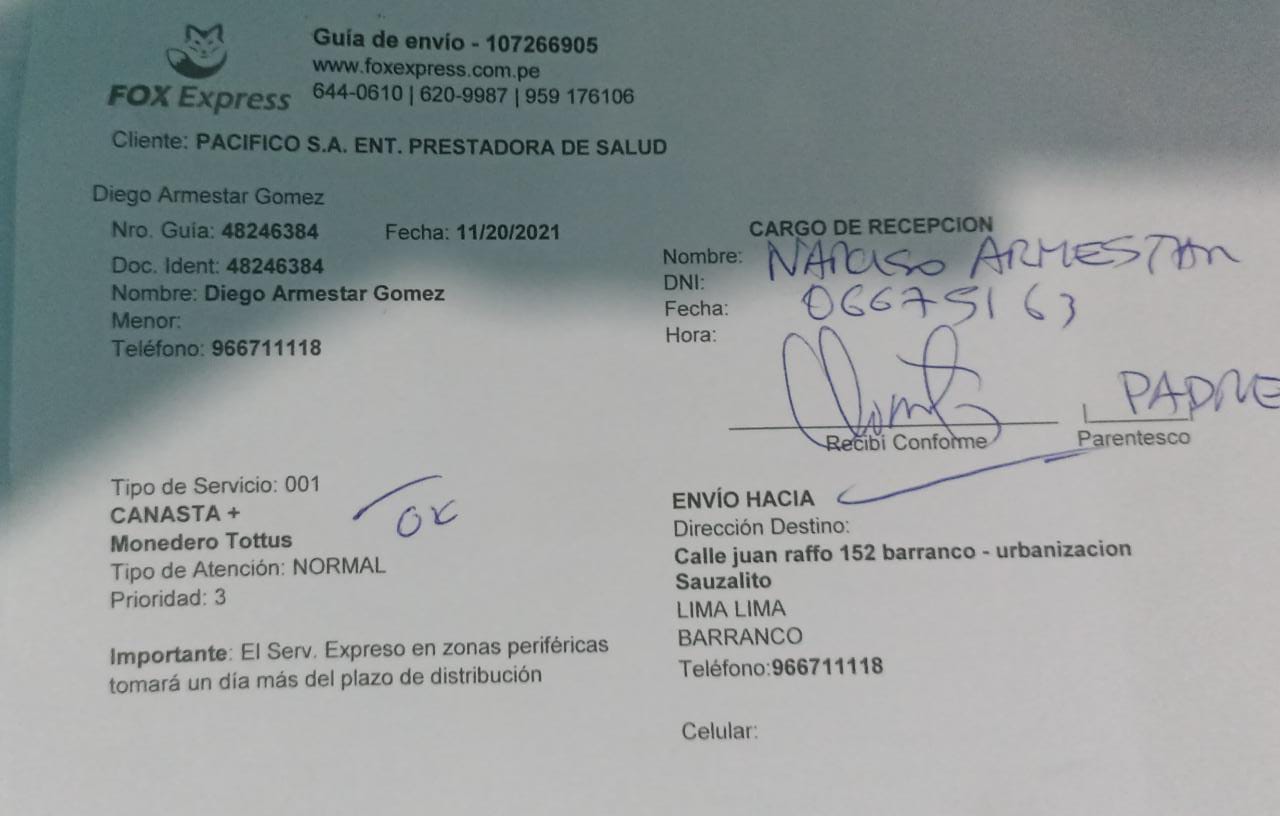 FOX Express
Guía de envío - 107266905
www.foxexpress.com.pe
644-0610 | 620-9987 | 959 176106
Cliente: PACIFICO S.A. ENT. PRESTADORA DE SALUD
Diego Armestar Gomez
Nro. Guía: 48246384 Fecha: 11/20/2021
Doc. Ident: 48246384
Nombre: Diego Armestar Gomez
Menor:
Teléfono: 966711118
CARGO DE RECEPCION
Nombre: NARCISO ARMESTAR
DNI: 06675163
Fecha:
Hora:
PADRE
Recibi Conforme Parentesco
Tipo de Servicio: 001
CANASTA +
OK
Monedero Tottus
Tipo de Atención: NORMAL
Prioridad: 3
Importante: El Serv. Expreso en zonas periféricas
tomará un día más del plazo de distribución
ENVÍO HACIA
Dirección Destino:
Calle juan raffo 152 barranco - urbanizacion
Sauzalito
LIMA LIMA
BARRANCO
Teléfono:966711118
Celular: